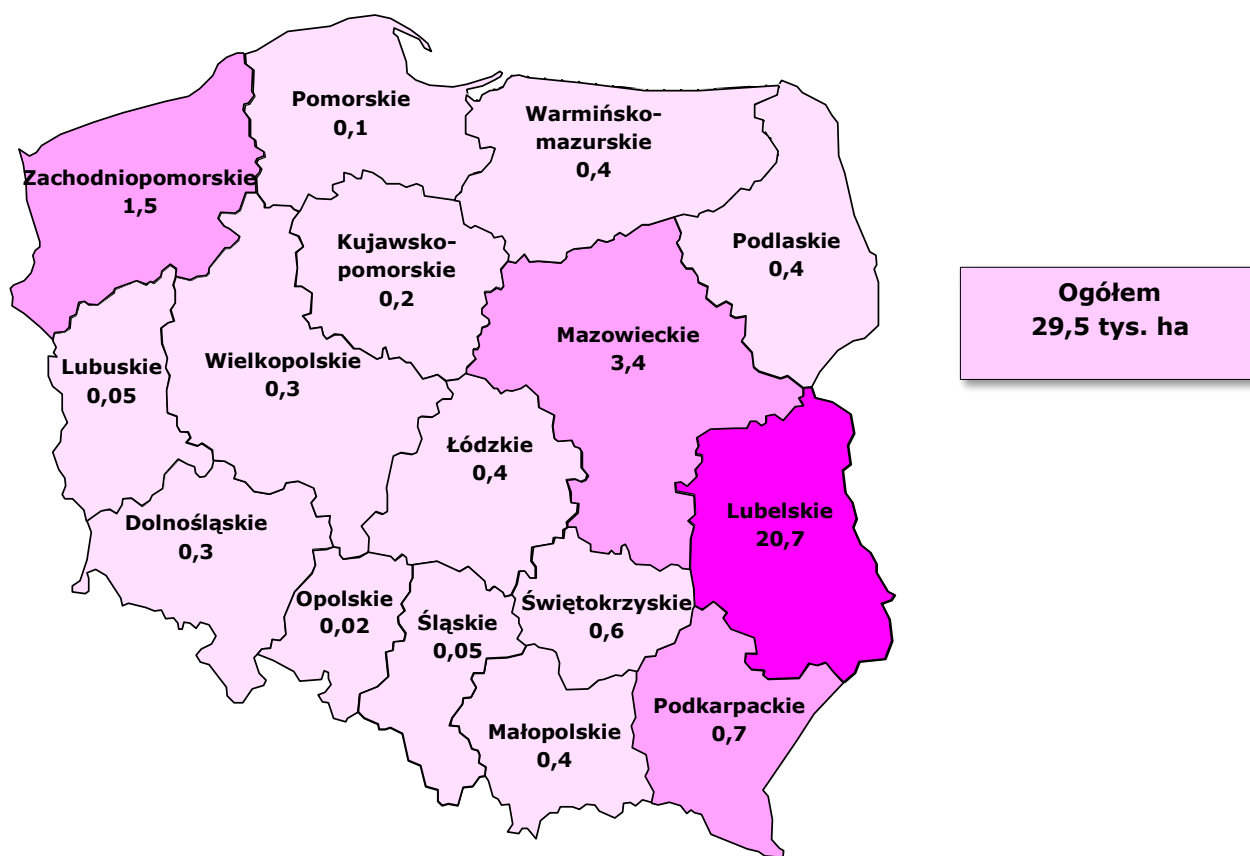 Pomorskie
0,1
Warmińsko-
mazurskie
0,4
Zachodniopomorskie
1,5
Kujawsko-
pomorskie
0,2
Podlaskie
0,4
Ogółem
29,5 tys. ha
Mazowieckie
3,4
Lubuskie
0,05
Wielkopolskie
0,3
Łódzkie
0,4
Lubelskie
20,7
Dolnośląskie
0,3
Opolskie
0,02
Śląskie
0,05
Świętokrzyskie
0,6
Małopolskie
0,4
Podkarpackie
0,7